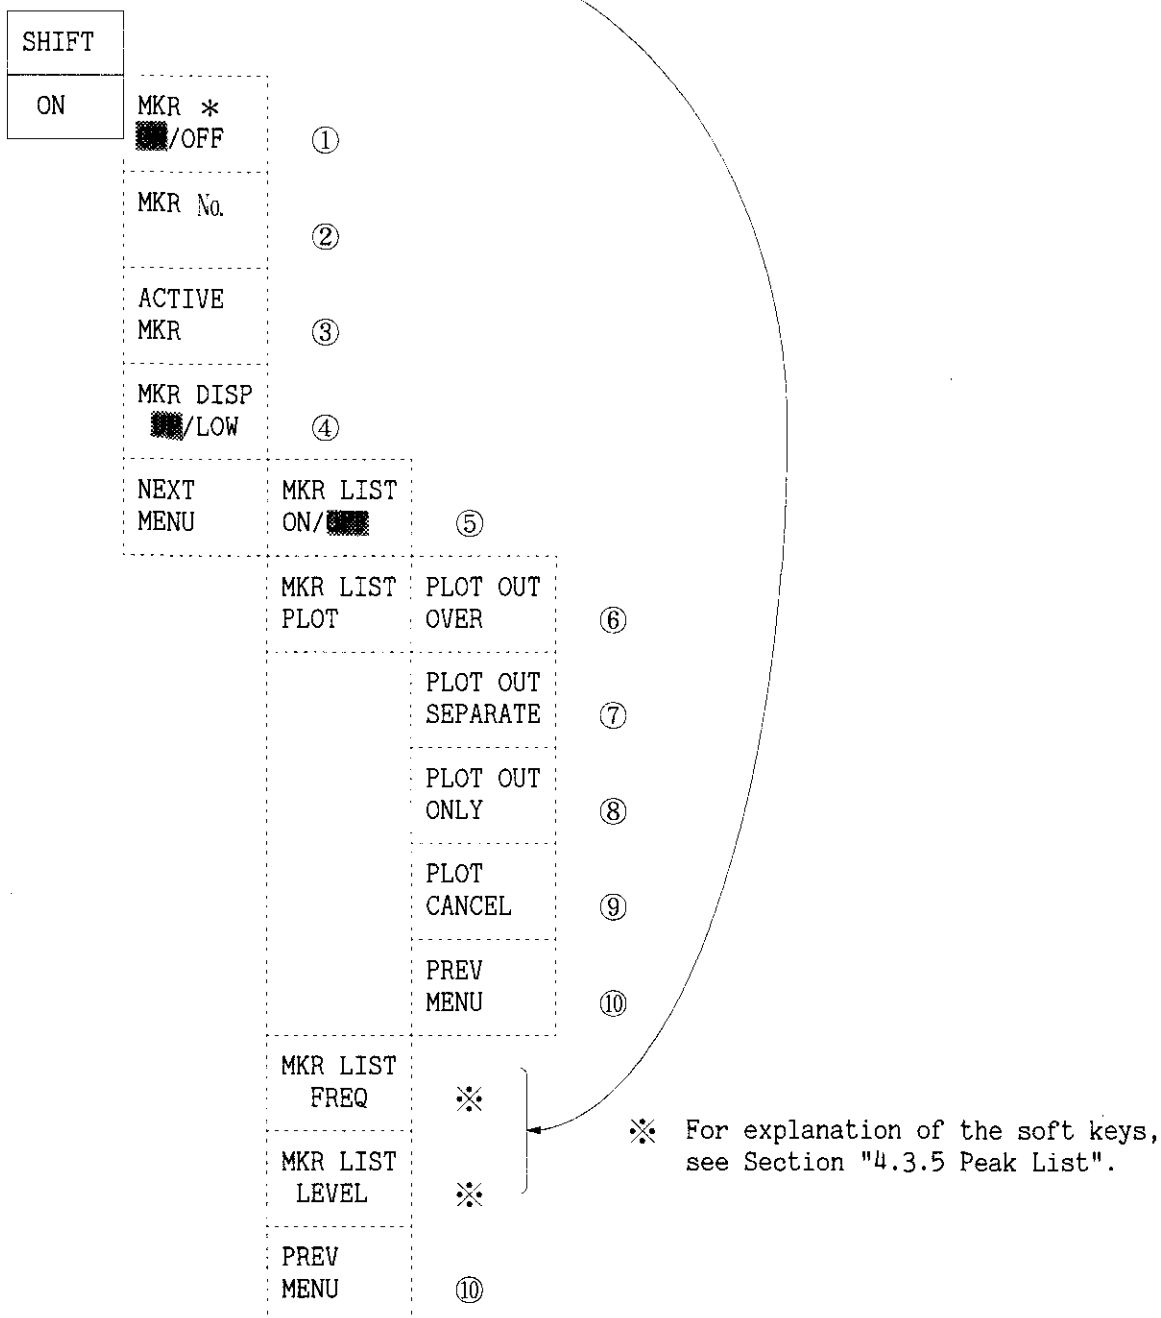 SHIFT
ON
MKR *
/OFF ①
MKR No.
②
ACTIVE
MKR ③
MKR DISP
/LOW ④
NEXT MENU
MKR LIST
ON/OFF ⑤
MKR LIST
PLOT
PLOT OUT
OVER ⑥
PLOT OUT
SEPARATE ⑦
PLOT OUT
ONLY ⑧
PLOT
CANCEL ⑨
PREV
MENU ⑩
MKR LIST
FREQ ※
MKR LIST
LEVEL ※
※ For explanation of the soft keys,
see Section "4.3.5 Peak List".
PREV
MENU ⑩